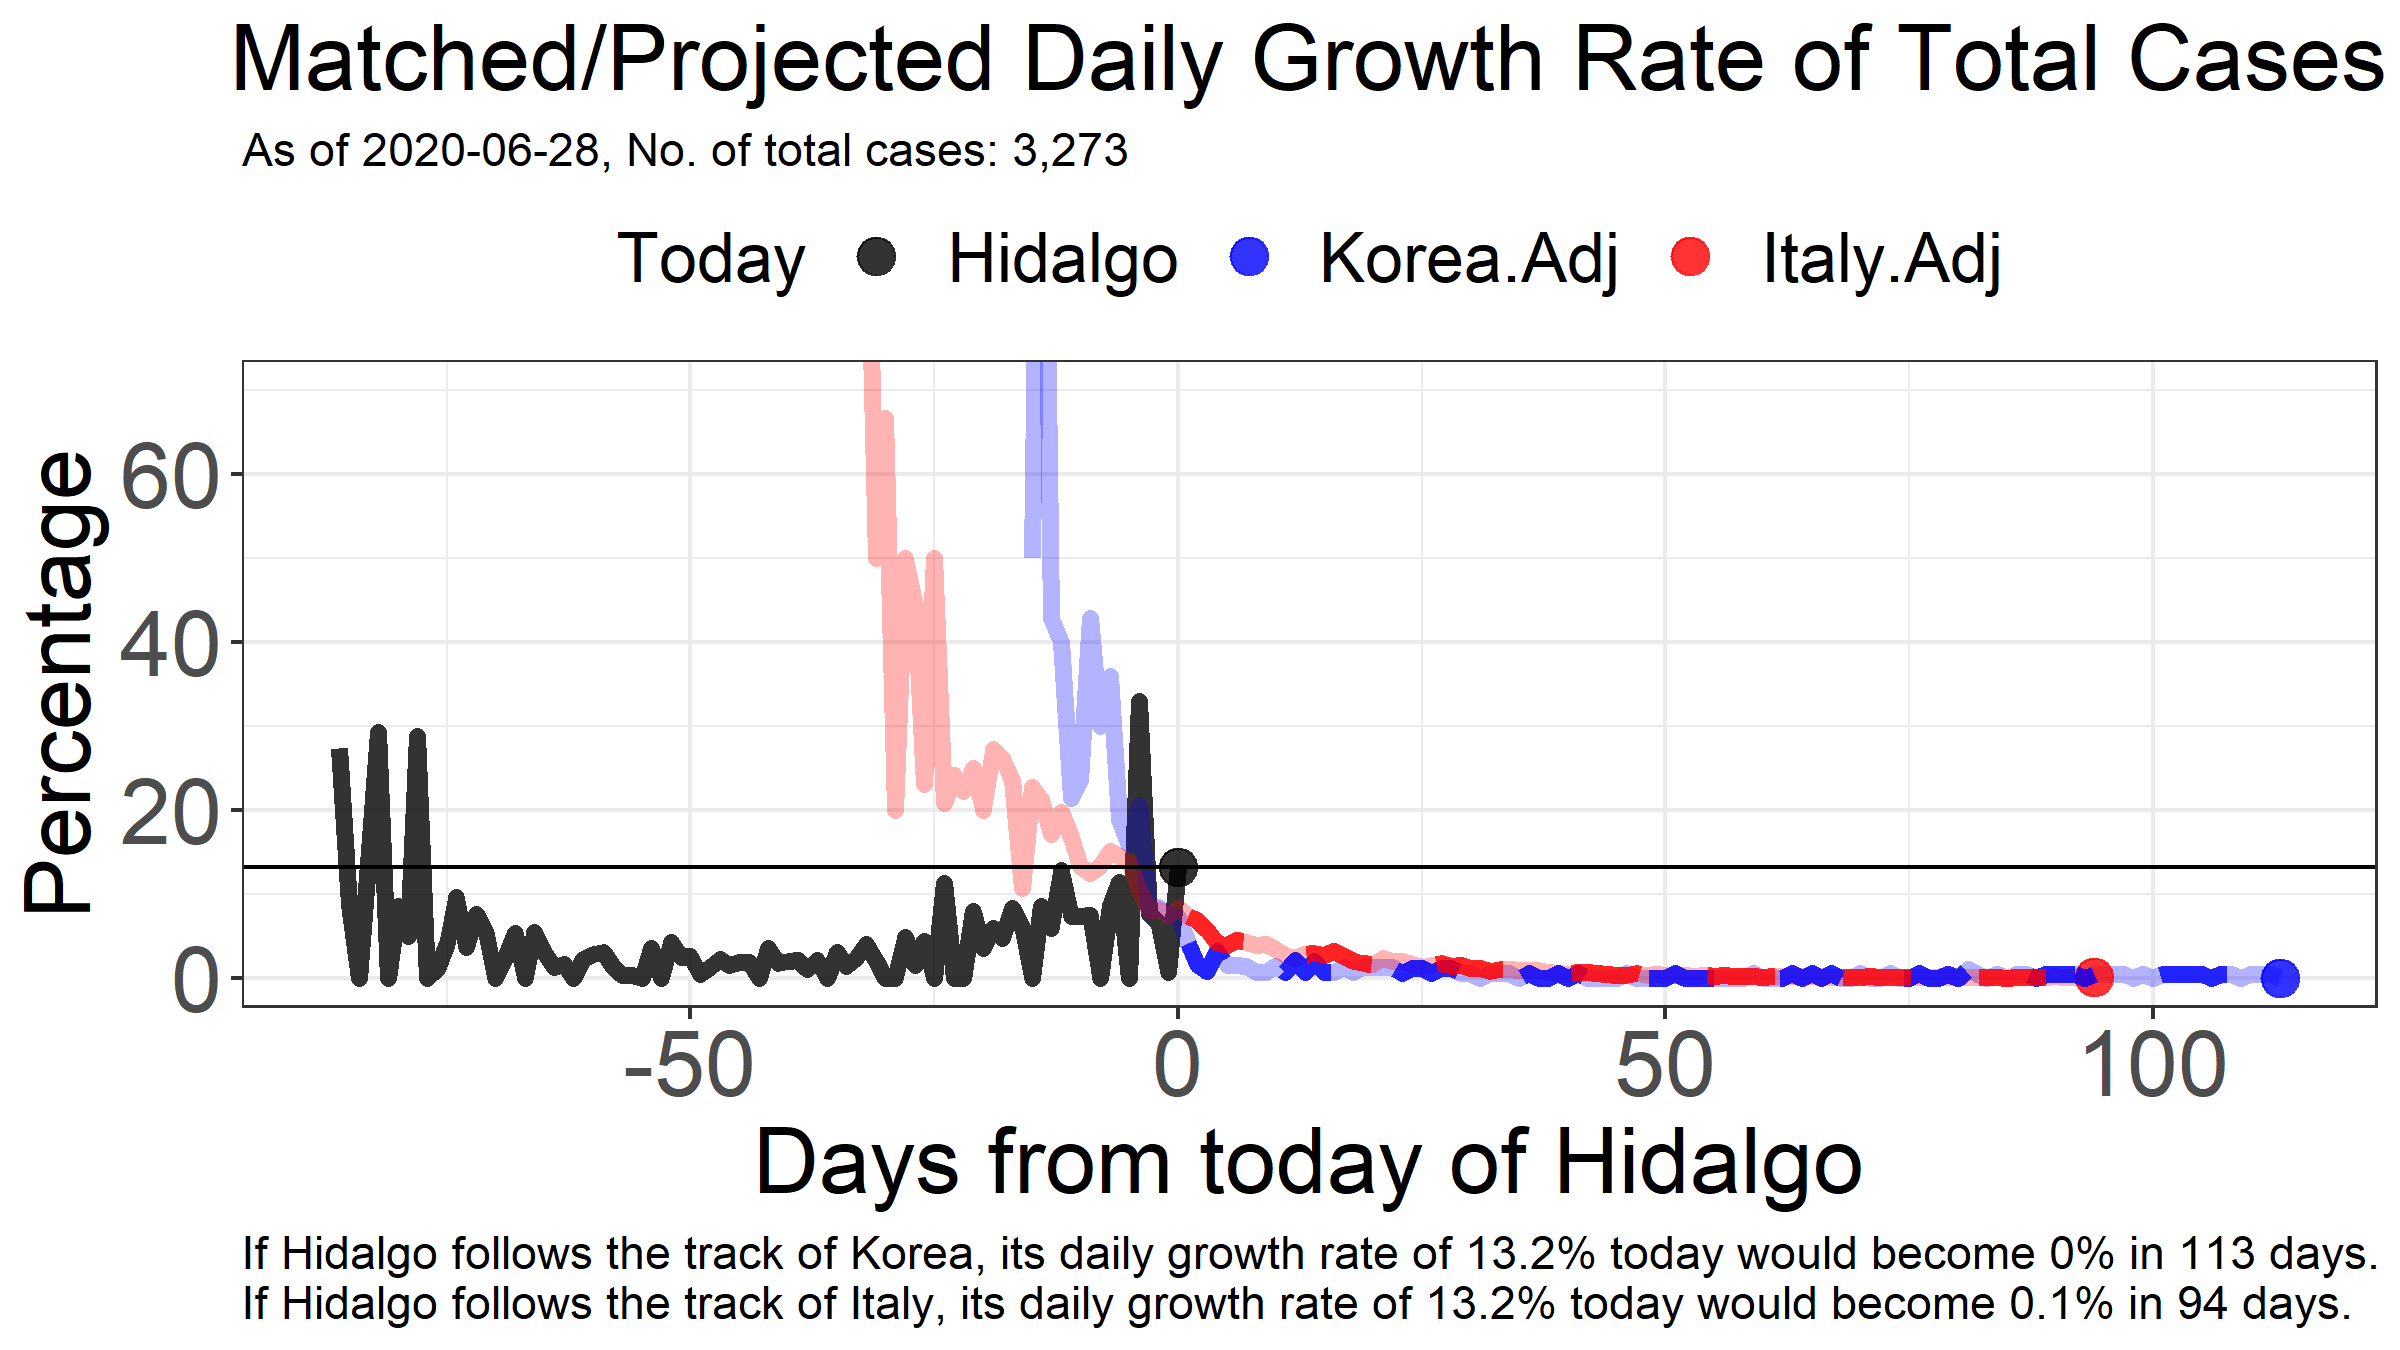 Matched/Projected Daily Growth Rate of Total Cases
As of 2020-06-28, No. of total cases: 3,273
Today Hidalgo Korea.Adj Italy.Adj
Percentage
60
40
20
0
-50 0 50 100
Days from today of Hidalgo
If Hidalgo follows the track of Korea, its daily growth rate of 13.2% today would become 0% in 113 days.
If Hidalgo follows the track of Italy, its daily growth rate of 13.2% today would become 0.1% in 94 days.